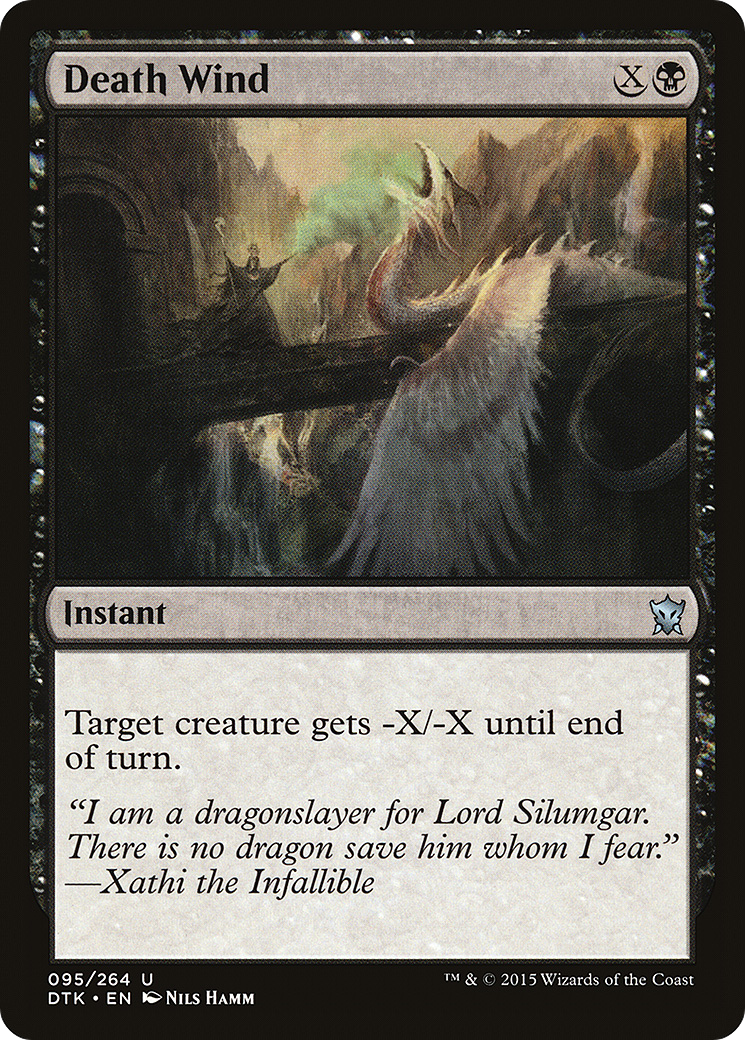 Death Wind X
Instant
Target creature gets -X/-X until end
of turn.
“I am a dragonslayer for Lord Silumgar.
There is no dragon save him whom I fear.”
—Xathi the Infallible
095/264 U
™ & © 2015 Wizards of the Coast
DTK • EN Nils Hamm